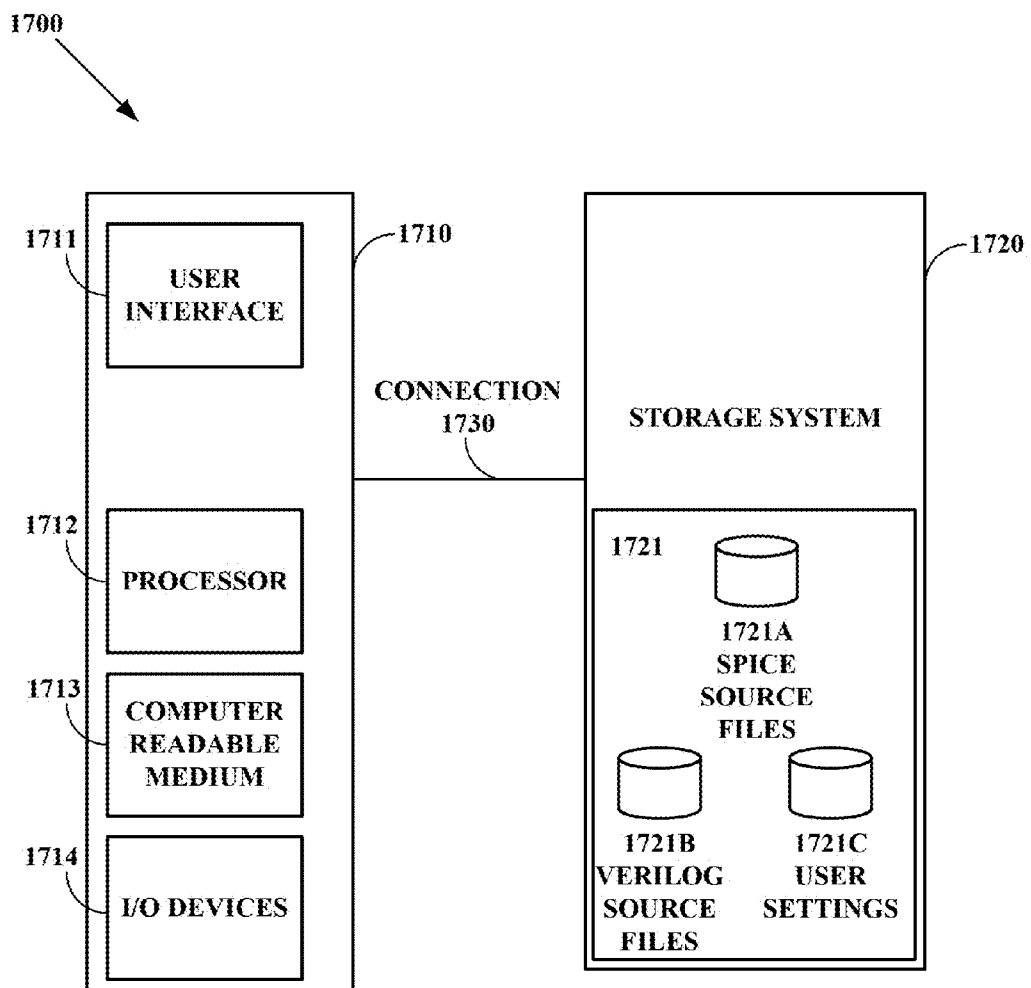 1700
1711
USER
INTERFACE
1710
1720
CONNECTION
1730
STORAGE SYSTEM
1712
PROCESSOR
1721
1721A
SPICE
SOURCE
FILES
1713
COMPUTER
READABLE
MEDIUM
1721B
VERILOG
SOURCE
FILES
1721C
USER
SETTINGS
1714
I/O DEVICES